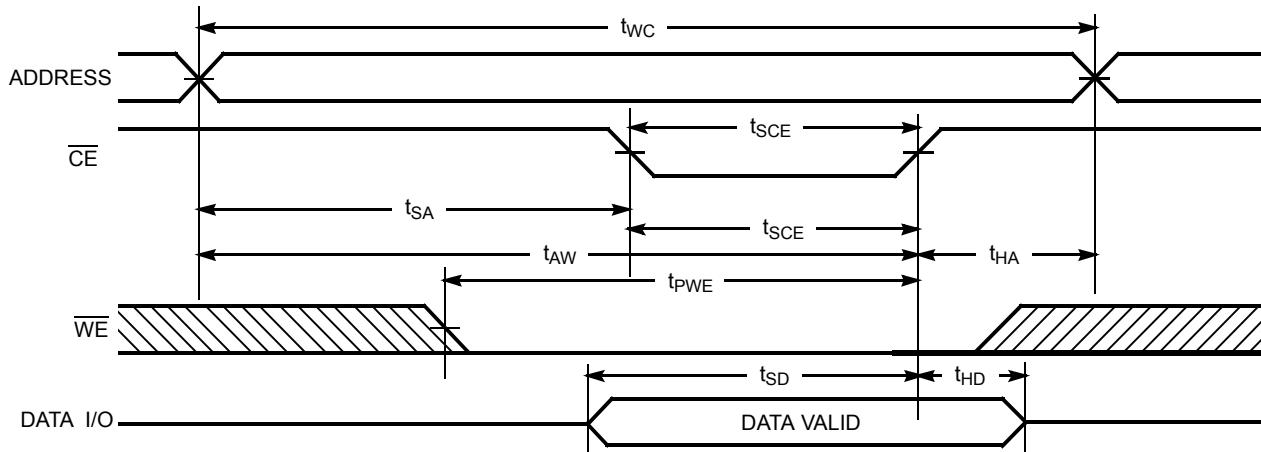 tWC
ADDRESS
tSCE
CE
tSA
tSCE
tAW
tHA
tPWE
WE
tSD
tHD
DATA I/O
DATA VALID